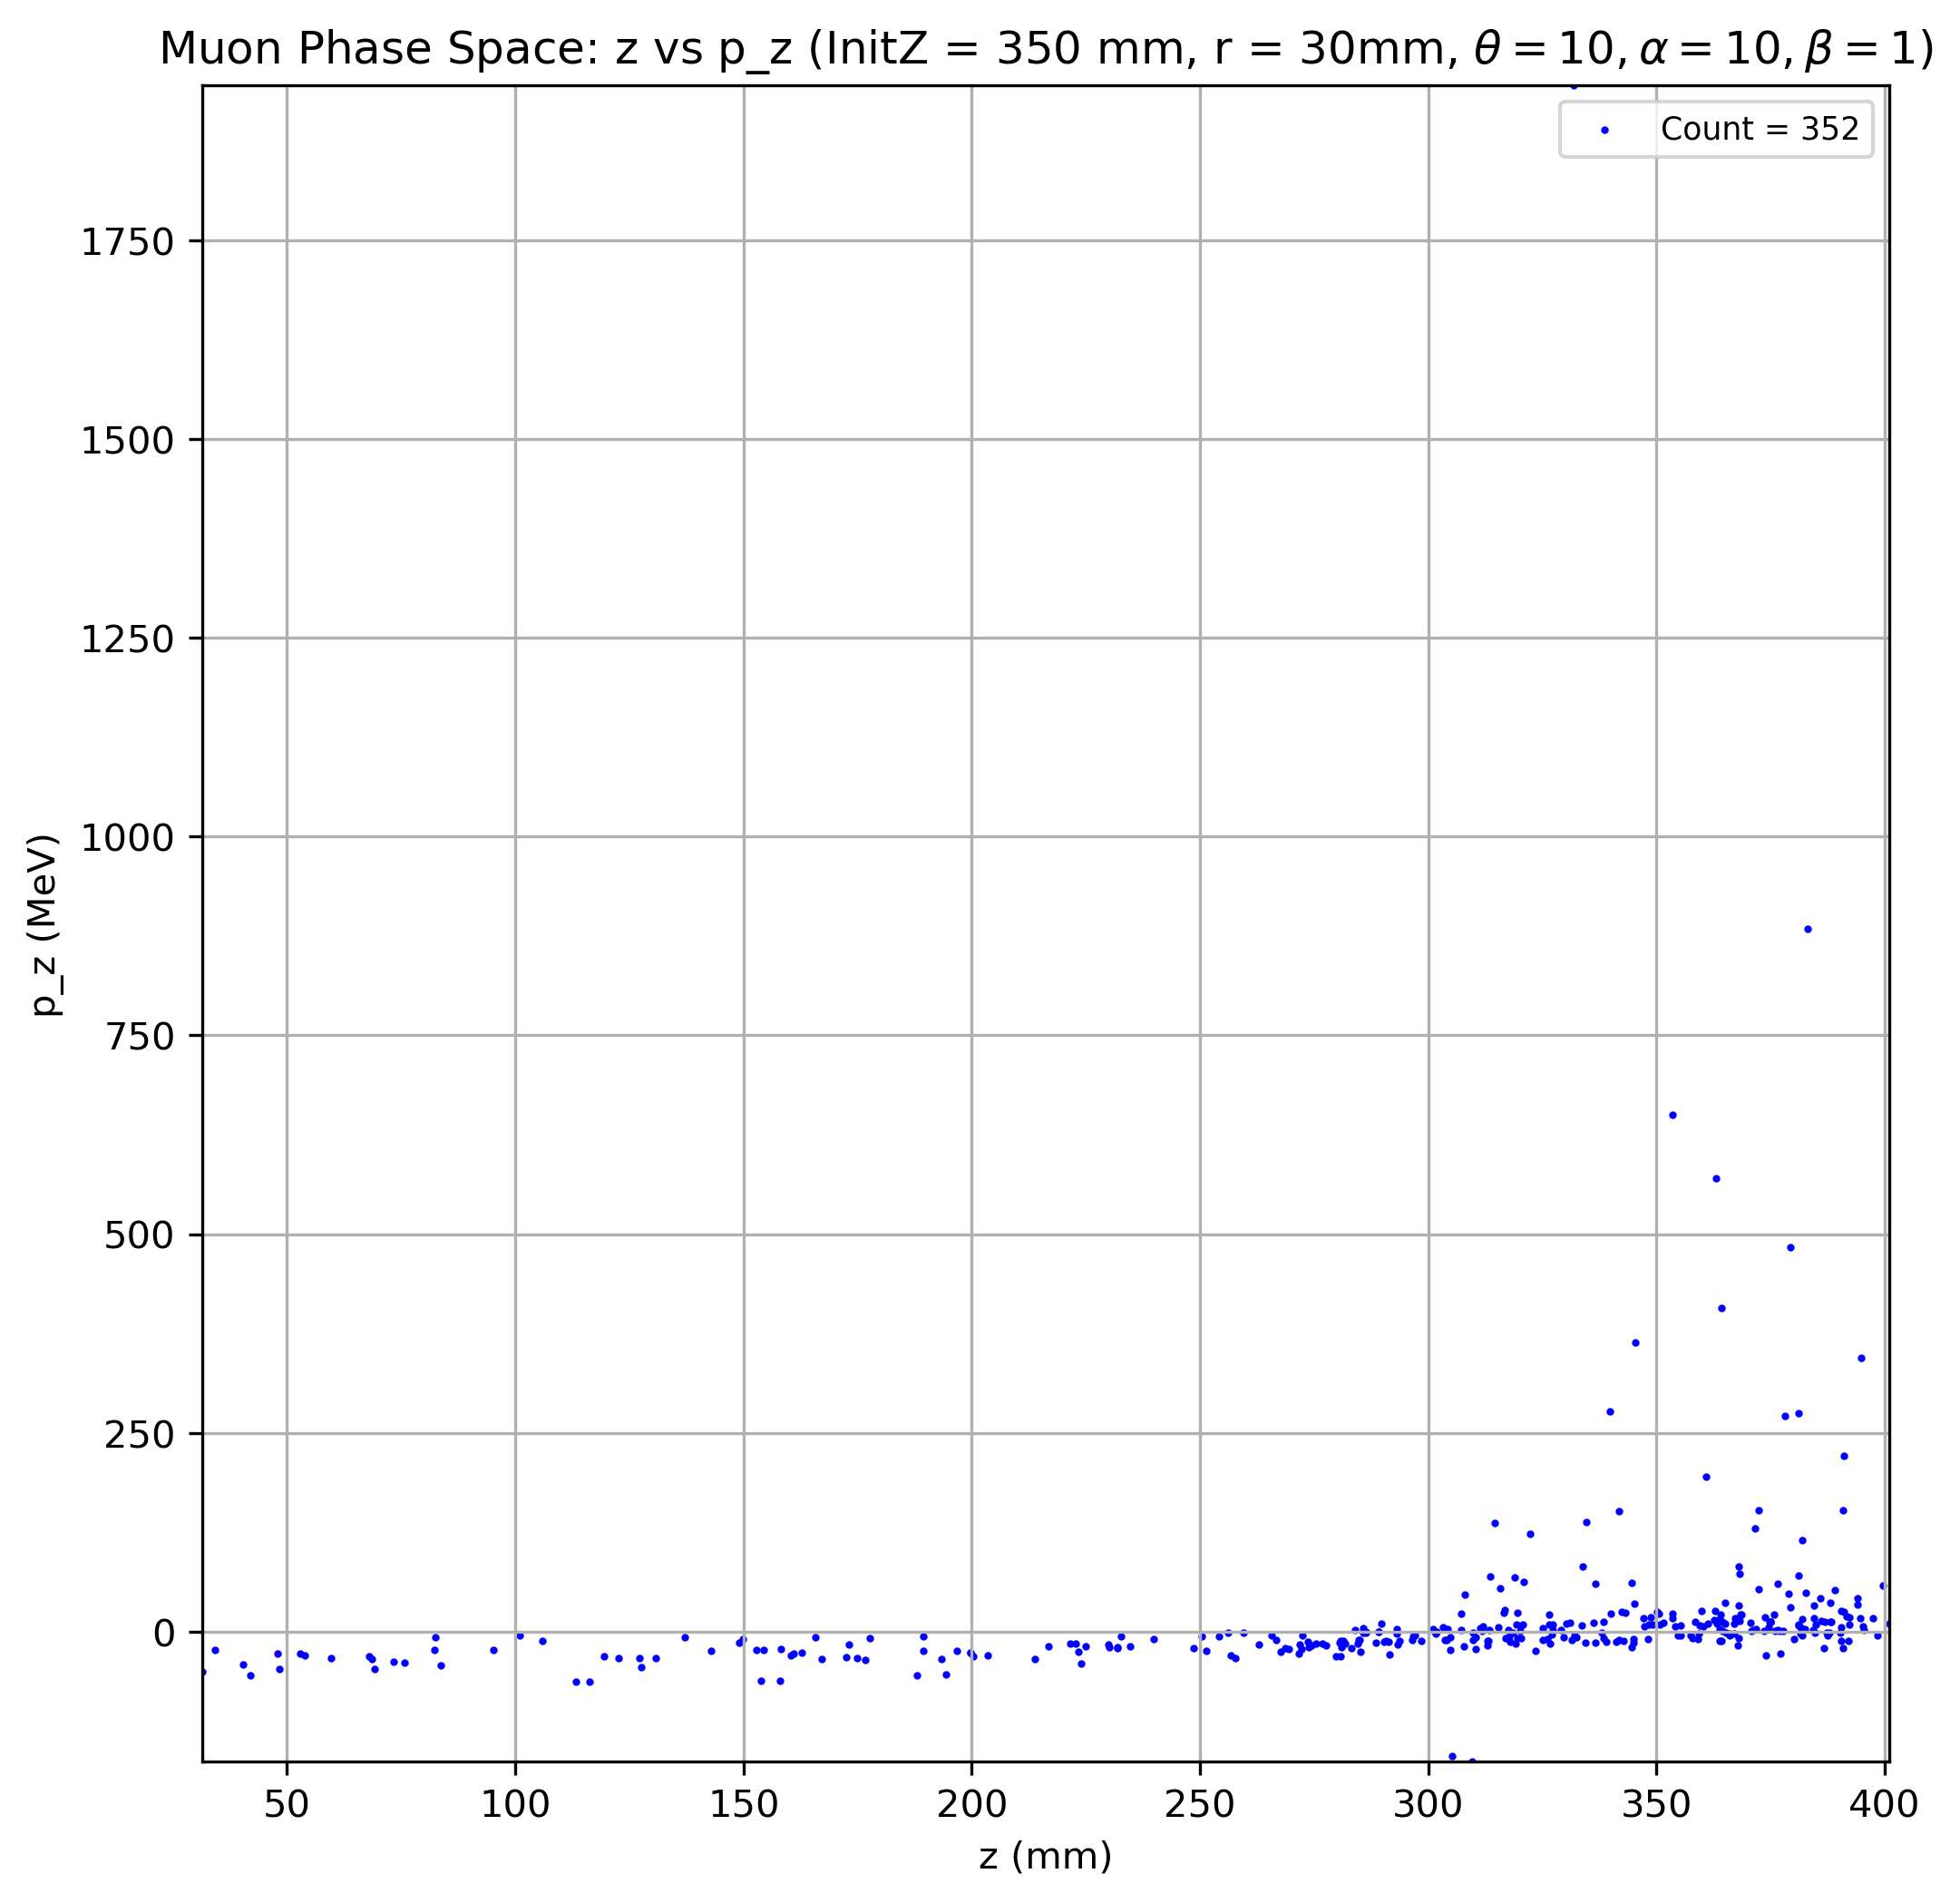 Muon Phase Space: z vs p_z (InitZ = 350 mm, r = 30mm, θ = 10, α = 10, β = 1)
Count = 352
1750
1500
1250
1000
750
500
250
0
p_z (MeV)
50 100 150 200 250 300 350 400
z (mm)